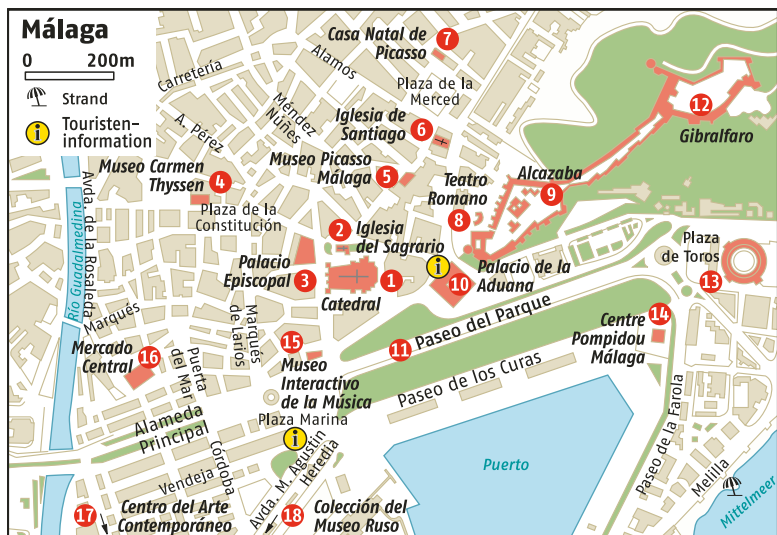 Málaga
0 200m
Strand
i Touristen-
information
Casa Natal de
Picasso
7
Carretería
Alamos
Plaza de la
Merced
Méndez
Núñes
A. Pérez
Iglesia de
Santiago
6
12
Gibralfaro
Museo Carmen
Thyssen
4
Museo Picasso
Málaga
5
Teatro
Romano
8
Alcazaba
9
Avda. de la Rosaleda
Río Guadalmedina
Plaza de la
Constitución
2
Iglesia
del Sagrario
Palacio
Episcopal
3
Catedral
1
i
10
Palacio de la
Aduana
Plaza
de Toros
13
Marqués
Marqués
de Larios
Paseo del Parque
11
14
Centre
Pompidou
Málaga
Mercado
Central
16
Puerta
del Mar
15
Museo
Interactivo
de la Música
Paseo de los Curas
Plaza Marina
i
Alameda
Principal
Córdoba
Vendeja
Avda. M. Agustin
Heredia
Puerto
Paseo de la Farola
Melilla
Mittelmeer
17
Centro del Arte
Contemporáneo
18
Colección del
Museo Ruso